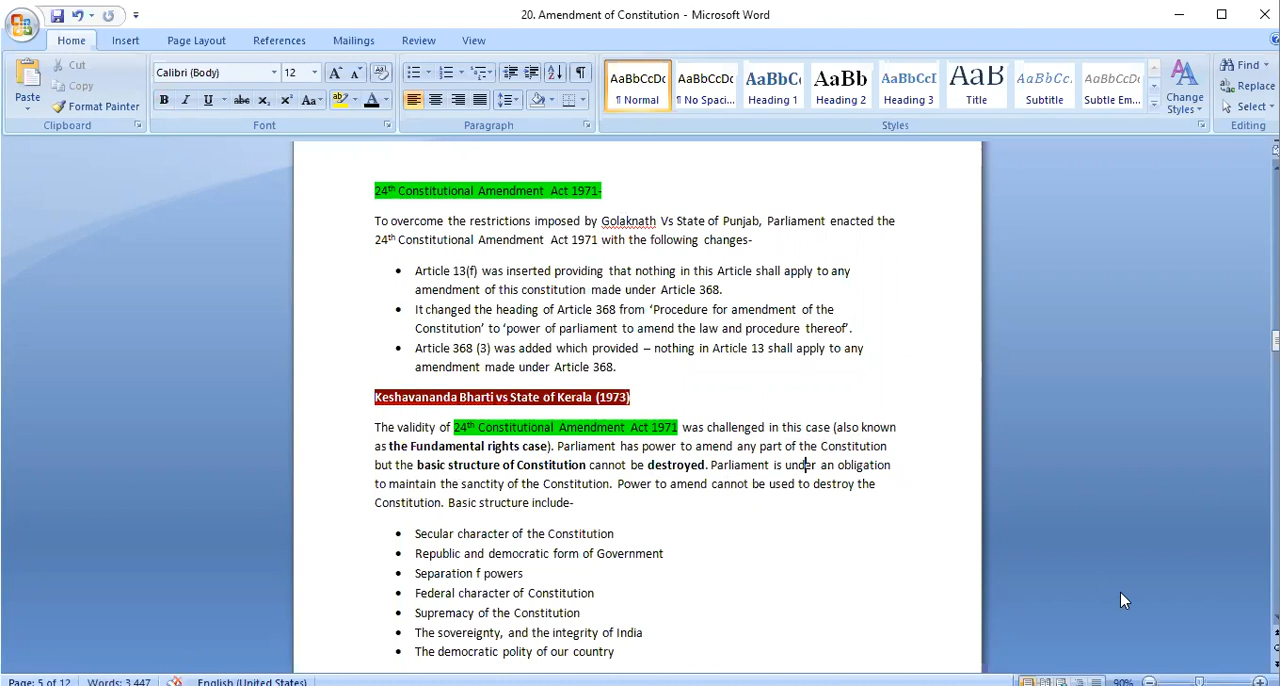 20. Amendment of Constitution - Microsoft Word
Home Insert Page Layout References Mailings Review View
Paste
Cut
Copy
Format Painter
Clipboard
Calibri (Body) 12
B I U abc x₂ x² Aa
Font
Paragraph
AaBbCcDc AaBbCcDc AaBbC AaBb AaBbCcI AaB AaBbCc. AaBbCcDc
¶ Normal ¶ No Spaci... Heading 1 Heading 2 Heading 3 Title Subtitle Subtle Em...
Styles
Change Styles
Find
Replace
Select
Editing
24th Constitutional Amendment Act 1971-
To overcome the restrictions imposed by Golaknath Vs State of Punjab, Parliament enacted the
24th Constitutional Amendment Act 1971 with the following changes-
• Article 13(f) was inserted providing that nothing in this Article shall apply to any
amendment of this constitution made under Article 368.
• It changed the heading of Article 368 from ‘Procedure for amendment of the
Constitution’ to ‘power of parliament to amend the law and procedure thereof’.
• Article 368 (3) was added which provided – nothing in Article 13 shall apply to any
amendment made under Article 368.
Keshavananda Bharti vs State of Kerala (1973)
The validity of 24th Constitutional Amendment Act 1971 was challenged in this case (also known
as the Fundamental rights case). Parliament has power to amend any part of the Constitution
but the basic structure of Constitution cannot be destroyed. Parliament is under an obligation
to maintain the sanctity of the Constitution. Power to amend cannot be used to destroy the
Constitution. Basic structure include-
• Secular character of the Constitution
• Republic and democratic form of Government
• Separation f powers
• Federal character of Constitution
• Supremacy of the Constitution
• The sovereignty, and the integrity of India
• The democratic polity of our country
Page: 5 of 12 Words: 3,447 English (United States) 90%